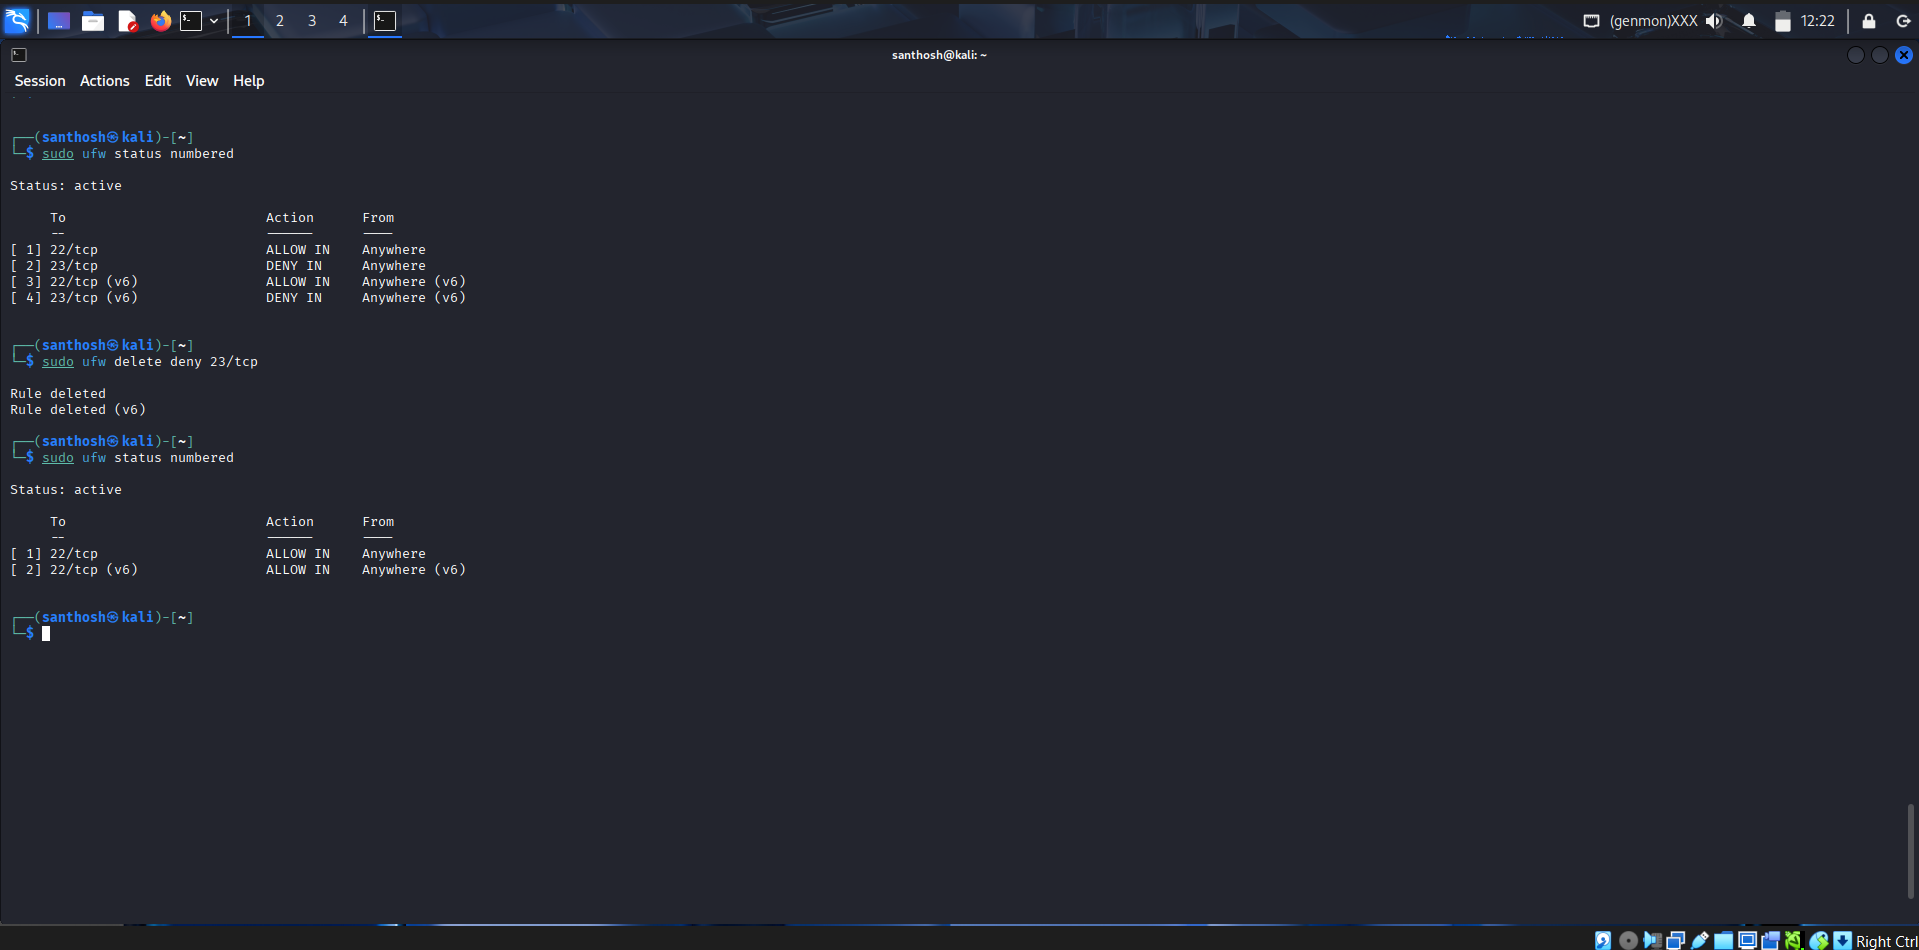 1 2 3 4 (genmon)XXX 12:22
santhosh@kali: ~
Session Actions Edit View Help
┌──(santhosh㉿kali)-[~]
└─$ sudo ufw status numbered
Status: active
To Action From
-- ------ ----
[ 1] 22/tcp ALLOW IN Anywhere
[ 2] 23/tcp DENY IN Anywhere
[ 3] 22/tcp (v6) ALLOW IN Anywhere (v6)
[ 4] 23/tcp (v6) DENY IN Anywhere (v6)
┌──(santhosh㉿kali)-[~]
└─$ sudo ufw delete deny 23/tcp
Rule deleted
Rule deleted (v6)
┌──(santhosh㉿kali)-[~]
└─$ sudo ufw status numbered
Status: active
To Action From
-- ------ ----
[ 1] 22/tcp ALLOW IN Anywhere
[ 2] 22/tcp (v6) ALLOW IN Anywhere (v6)
┌──(santhosh㉿kali)-[~]
└─$
Right Ctrl